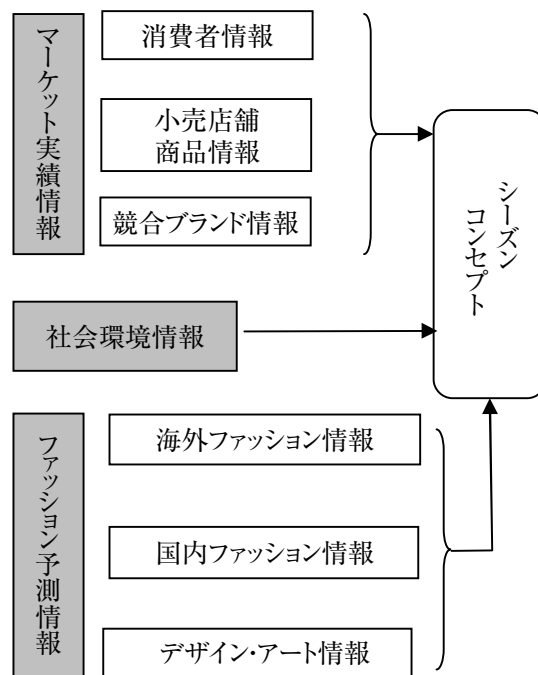 マーケット実績情報
消費者情報
小売店舗
商品情報
競合ブランド情報
シーズン
コンセプト
社会環境情報
ファッション予測情報
海外ファッション情報
国内ファッション情報
デザイン・アート情報